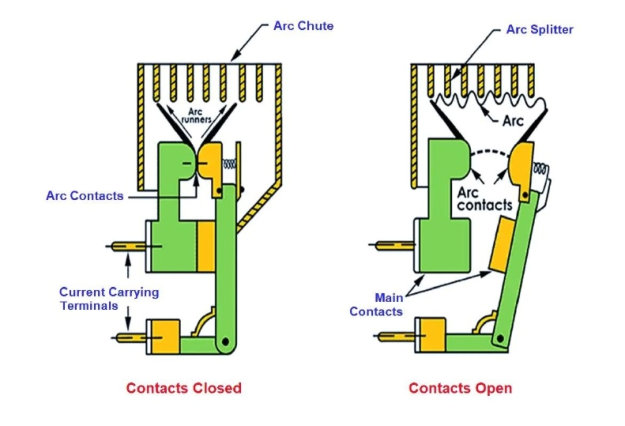 Arc Chute
Arc Splitter
Arc
runners
Arc
Arc Contacts
Arc
contacts
Current Carrying
Terminals
Main
Contacts
Contacts Closed
Contacts Open